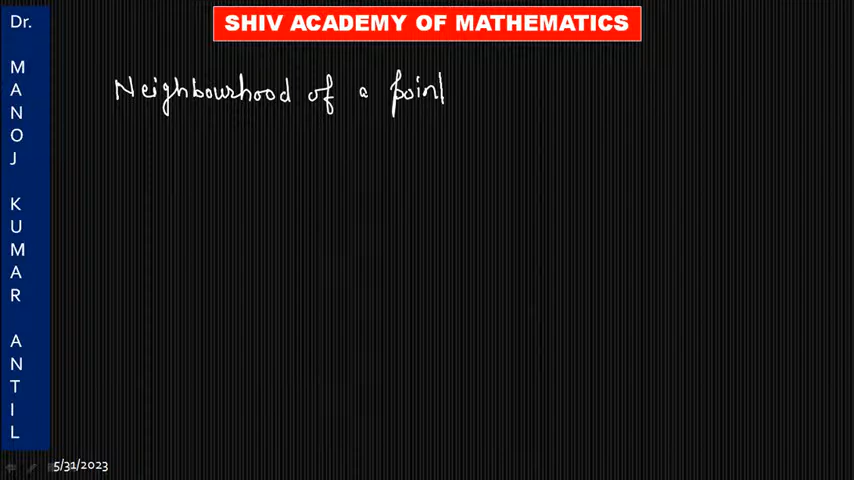 SHIV ACADEMY OF MATHEMATICS
Dr.
M
A
N
O
J
K
U
M
A
R
A
N
T
I
L
Neighbourhood of a point
5/31/2023